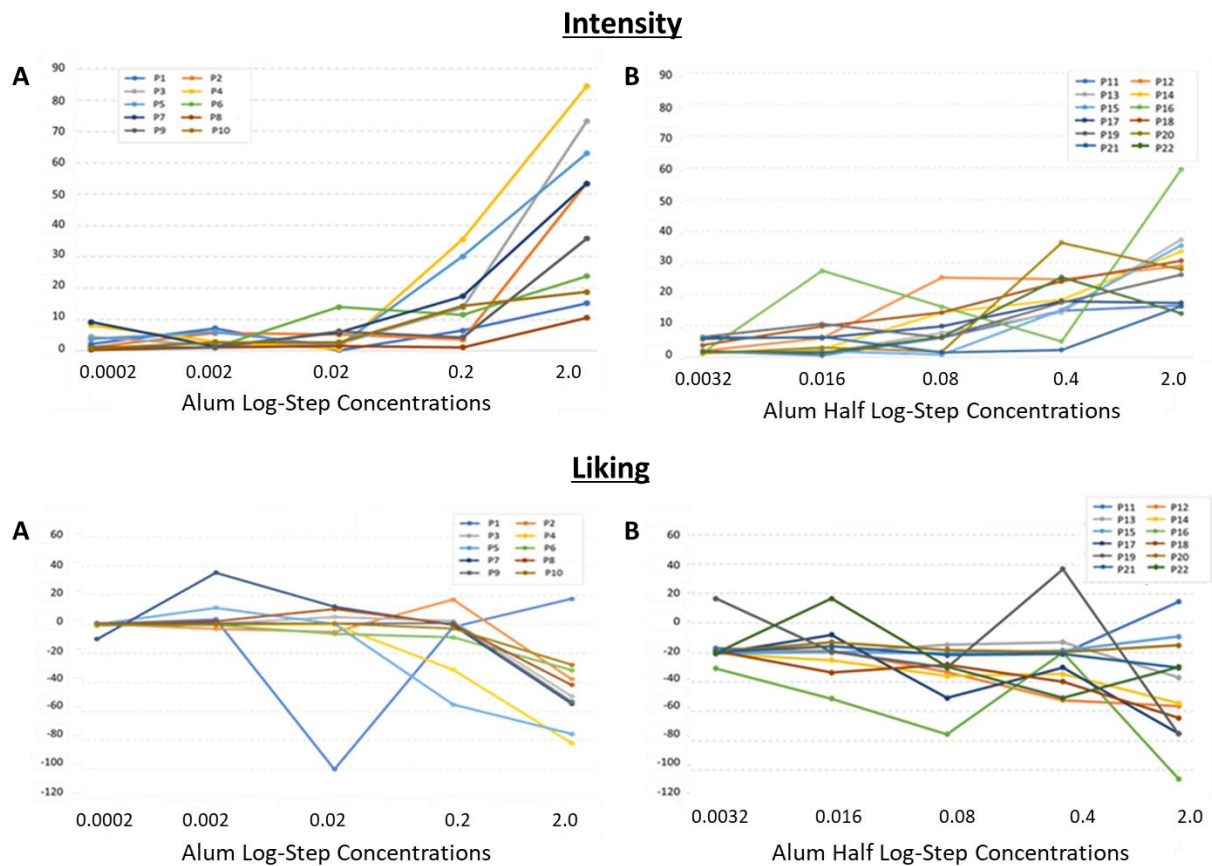 Intensity
A
90
80
70
60
50
40
30
20
10
0
P1 P2
P3 P4
P5 P6
P7 P8
P9 P10
0.0002 0.002 0.02 0.2 2.0
Alum Log-Step Concentrations
B
90
80
70
60
50
40
30
20
10
0
P11 P12
P13 P14
P15 P16
P17 P18
P19 P20
P21 P22
0.0032 0.016 0.08 0.4 2.0
Alum Half Log-Step Concentrations
Liking
A
60
40
20
0
-20
-40
-60
-80
-100
-120
P1 P2
P3 P4
P5 P6
P7 P8
P9 P10
0.0002 0.002 0.02 0.2 2.0
Alum Log-Step Concentrations
B
60
40
20
0
-20
-40
-60
-80
-100
-120
P11 P12
P13 P14
P15 P16
P17 P18
P19 P20
P21 P22
0.0032 0.016 0.08 0.4 2.0
Alum Half Log-Step Concentrations